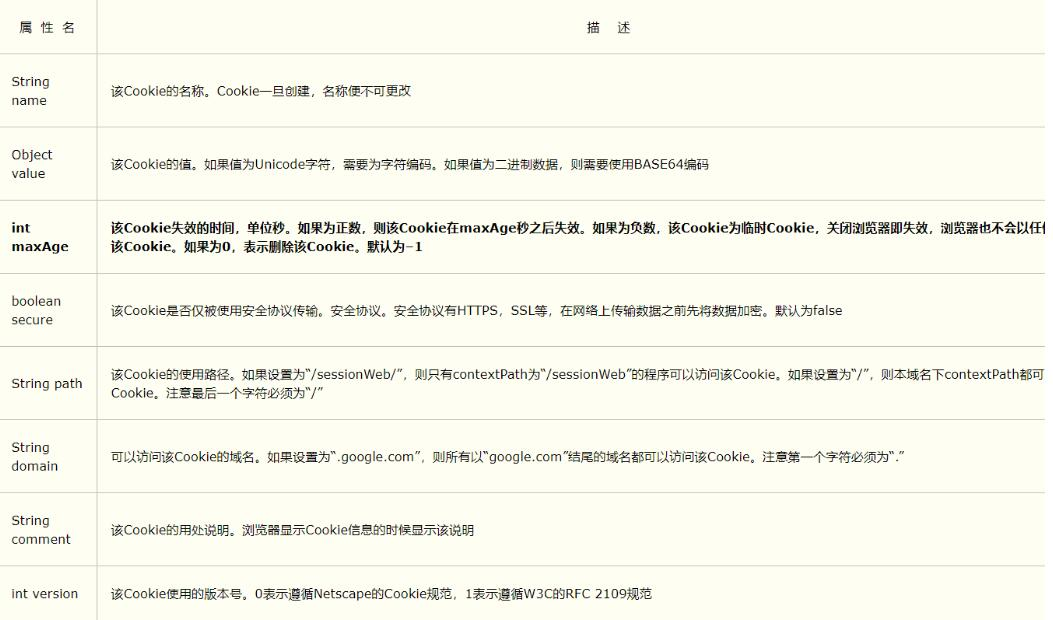 属 性 名
描 述
String
name
该Cookie的名称。Cookie一旦创建，名称便不可更改
Object
value
该Cookie的值。如果值为Unicode字符，需要为字符编码。如果值为二进制数据，则需要使用BASE64编码
int
maxAge
该Cookie失效的时间，单位秒。如果为正数，则该Cookie在maxAge秒之后失效。如果为负数，该Cookie为临时Cookie，关闭浏览器即失效，浏览器也不会以任
该Cookie。如果为0，表示删除该Cookie。默认为–1
boolean
secure
该Cookie是否仅被使用安全协议传输。安全协议。安全协议有HTTPS，SSL等，在网络上传输数据之前先将数据加密。默认为false
String path
该Cookie的使用路径。如果设置为“/sessionWeb/”，则只有contextPath为“/sessionWeb”的程序可以访问该Cookie。如果设置为“/”，则本域名下contextPath都可
Cookie。注意最后一个字符必须为“/”
String
domain
可以访问该Cookie的域名。如果设置为“.google.com”，则所有以“google.com”结尾的域名都可以访问该Cookie。注意第一个字符必须为“.”
String
comment
该Cookie的用处说明。浏览器显示Cookie信息的时候显示该说明
int version
该Cookie使用的版本号。0表示遵循Netscape的Cookie规范，1表示遵循W3C的RFC 2109规范